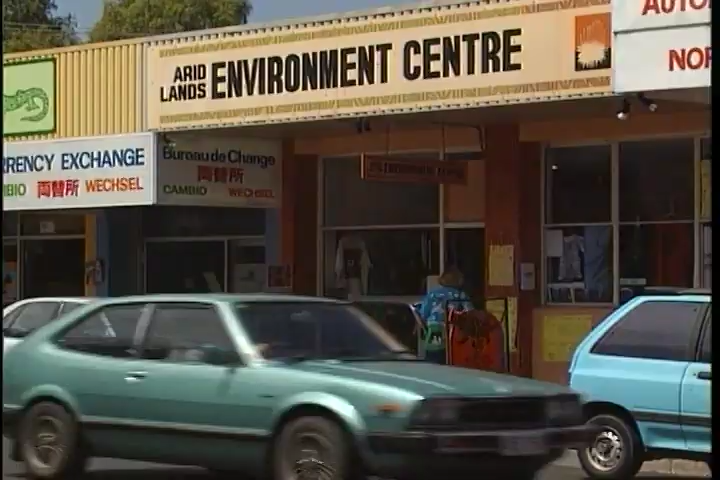 ARID
LANDS
ENVIRONMENT CENTRE
RRENCY EXCHANGE
MBIO 両替所 WECHSEL
Bureau de Change
両替所
CAMBIO WECHSEL
AUTO
NOR